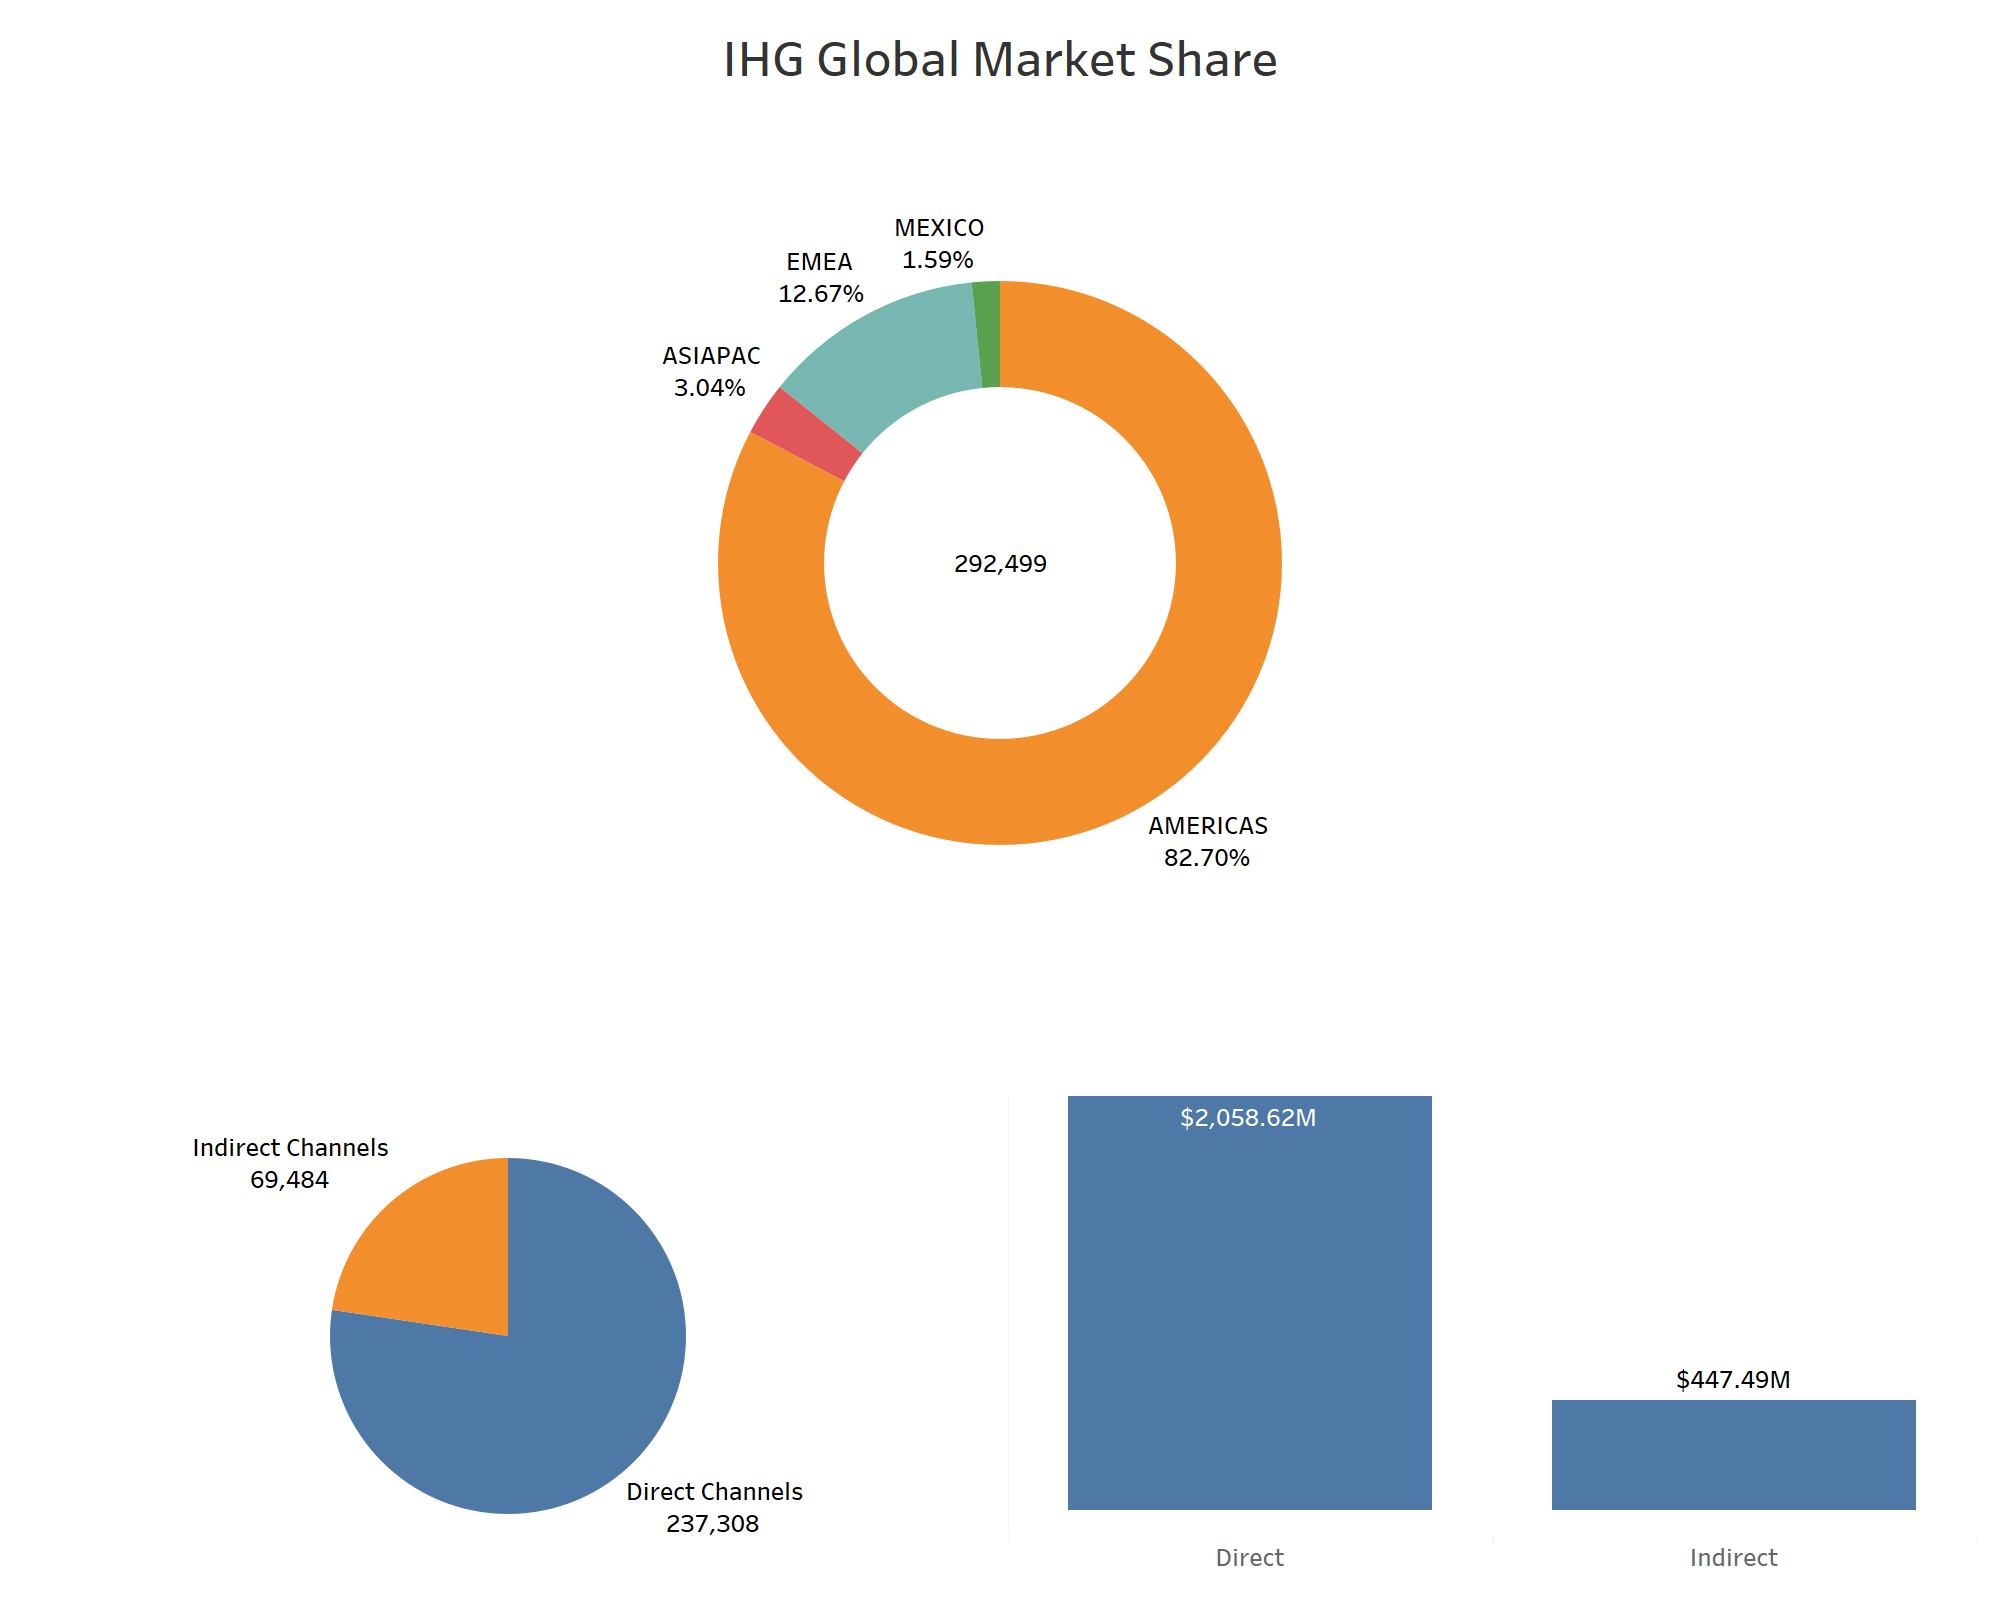 IHG Global Market Share
MEXICO
1.59%
EMEA
12.67%
ASIAPAC
3.04%
292,499
AMERICAS
82.70%
Indirect Channels
69,484
Direct Channels
237,308
$2,058.62M
$447.49M
Direct
Indirect